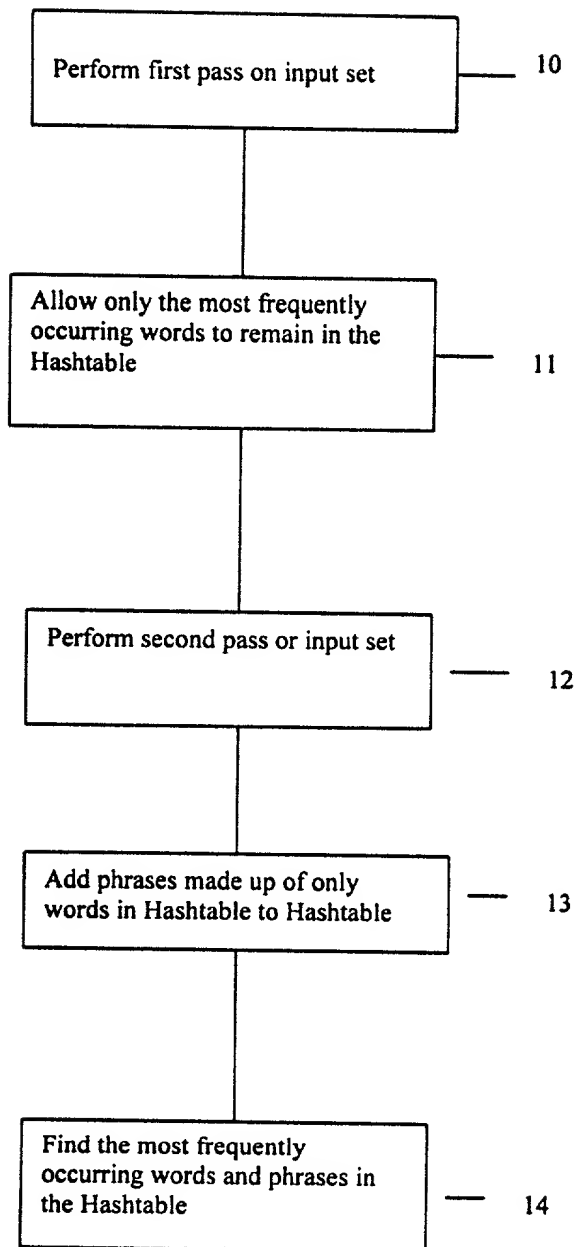 Perform first pass on input set
10
Allow only the most frequently
occurring words to remain in the
Hashtable
11
Perform second pass or input set
12
Add phrases made up of only
words in Hashtable to Hashtable
13
Find the most frequently
occurring words and phrases in
the Hashtable
14